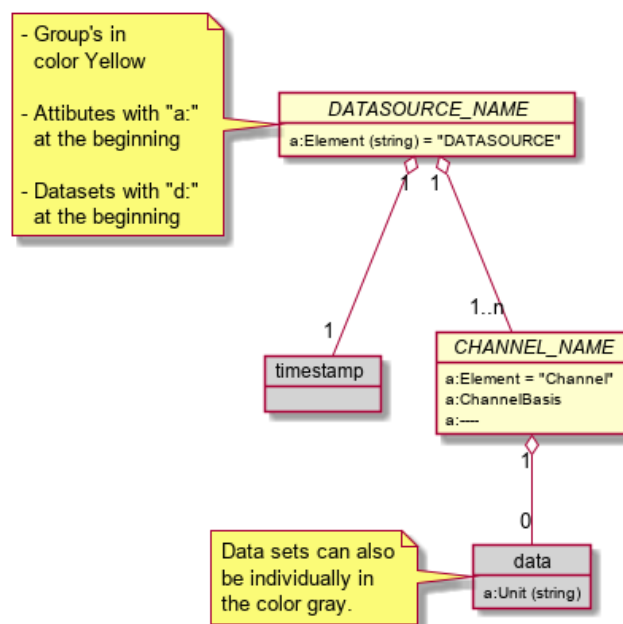 - Group's in
color Yellow
- Attibutes with "a:"
at the beginning
- Datasets with "d:"
at the beginning
DATASOURCE_NAME
a:Element (string) = "DATASOURCE"
1
1
1
1..n
timestamp
CHANNEL_NAME
a:Element = "Channel"
a:ChannelBasis
a:----
1
0
Data sets can also
be individually in
the color gray.
data
a:Unit (string)